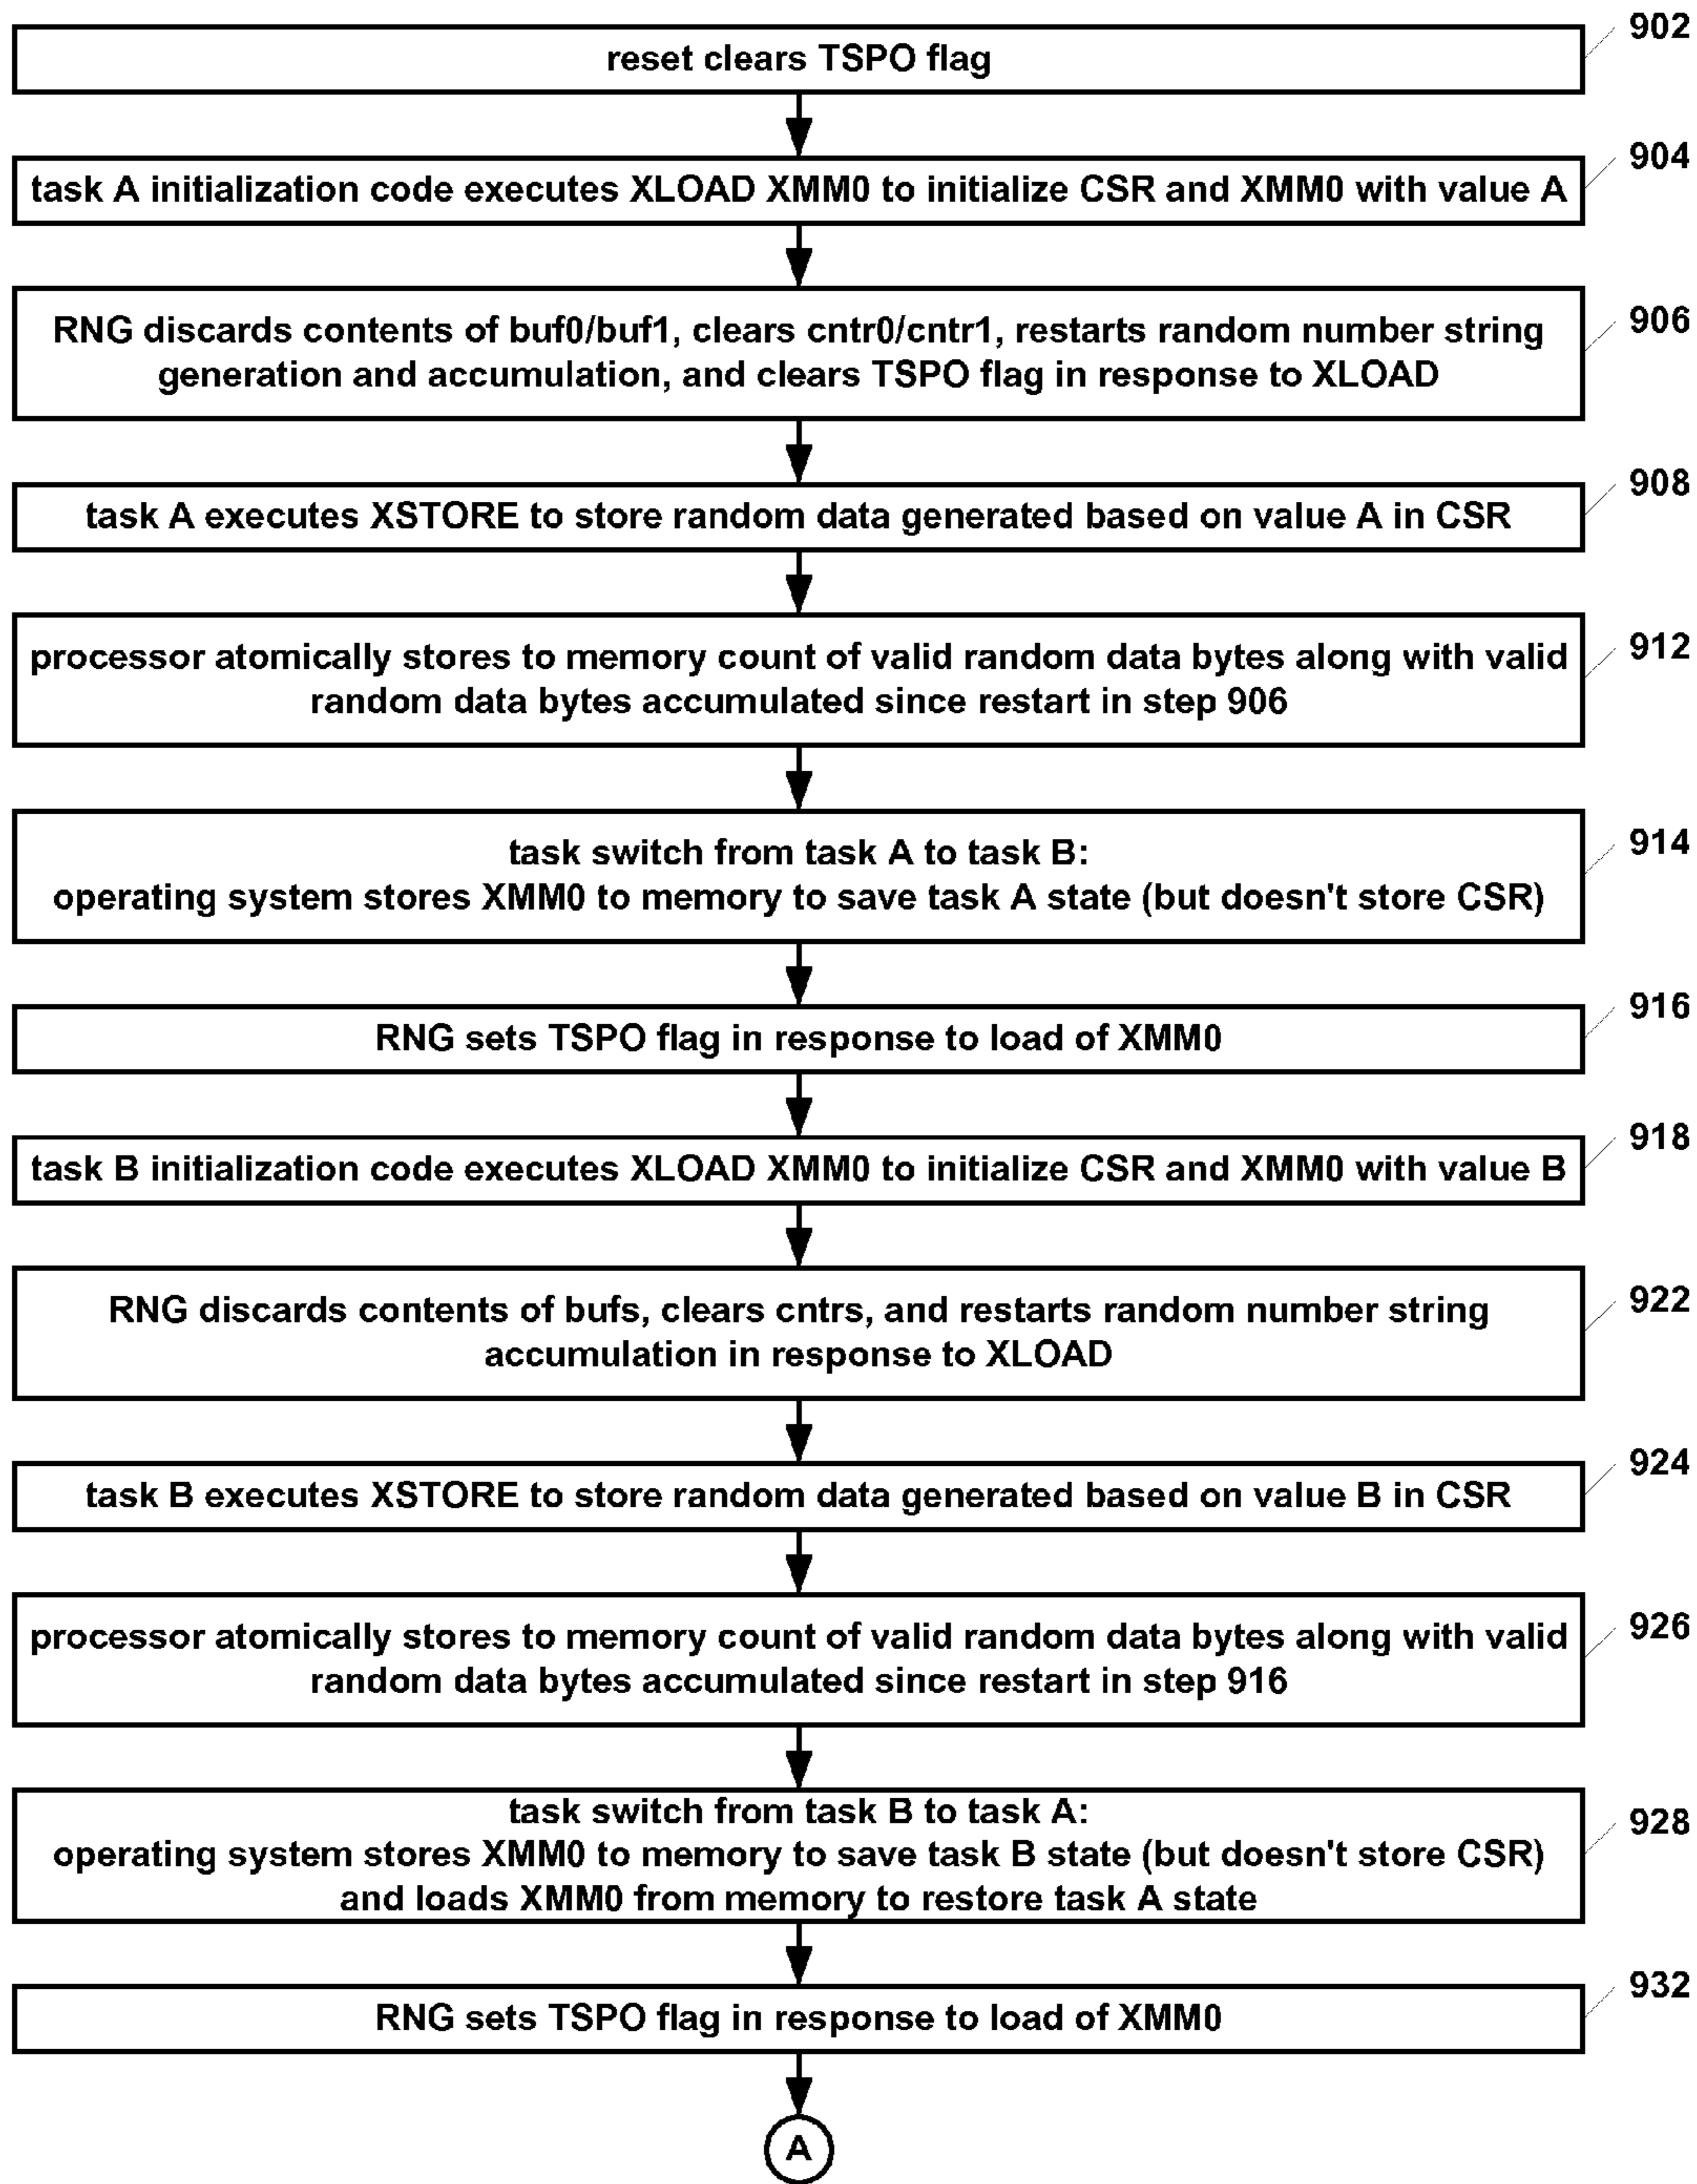 902
reset clears TSPO flag
904
task A initialization code executes XLOAD XMM0 to initialize CSR and XMM0 with value A
906
RNG discards contents of buf0/buf1, clears cntr0/cntr1, restarts random number string
generation and accumulation, and clears TSPO flag in response to XLOAD
908
task A executes XSTORE to store random data generated based on value A in CSR
912
processor atomically stores to memory count of valid random data bytes along with valid
random data bytes accumulated since restart in step 906
914
task switch from task A to task B:
operating system stores XMM0 to memory to save task A state (but doesn't store CSR)
916
RNG sets TSPO flag in response to load of XMM0
918
task B initialization code executes XLOAD XMM0 to initialize CSR and XMM0 with value B
922
RNG discards contents of bufs, clears cntrs, and restarts random number string
accumulation in response to XLOAD
924
task B executes XSTORE to store random data generated based on value B in CSR
926
processor atomically stores to memory count of valid random data bytes along with valid
random data bytes accumulated since restart in step 916
928
task switch from task B to task A:
operating system stores XMM0 to memory to save task B state (but doesn't store CSR)
and loads XMM0 from memory to restore task A state
932
RNG sets TSPO flag in response to load of XMM0
A